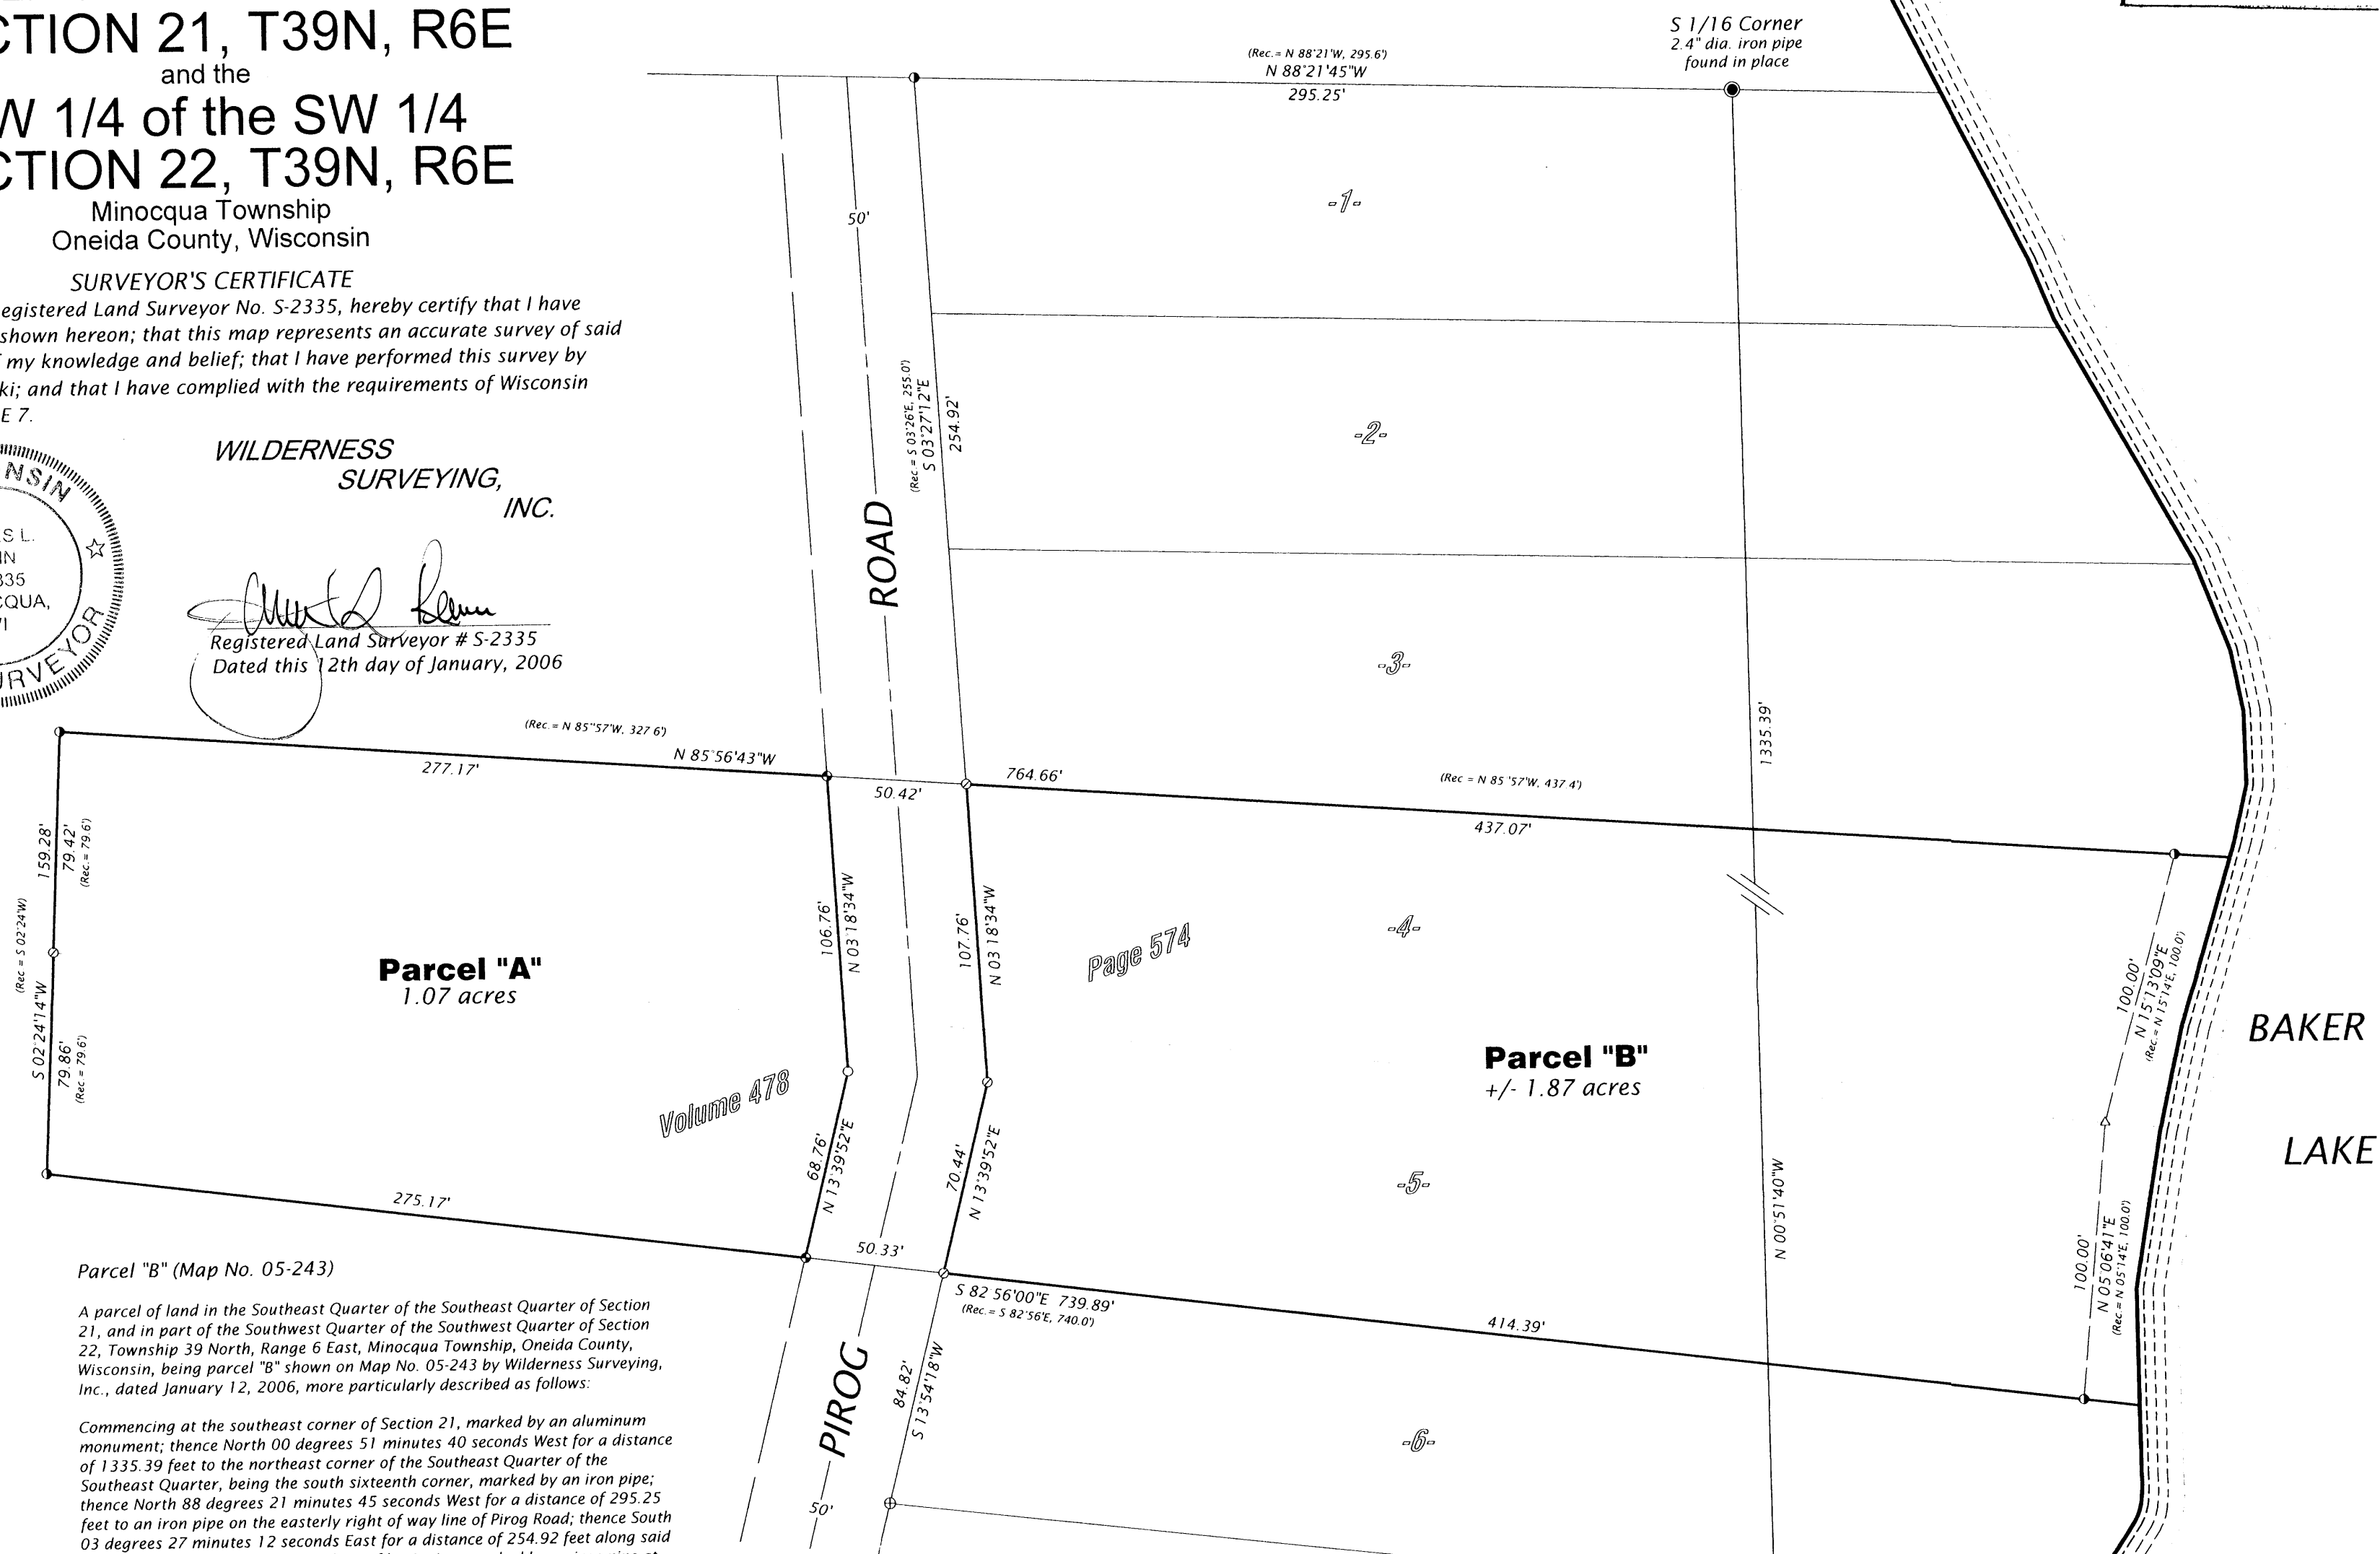 CTION 21, T39N, R6E
and the
W 1/4 of the SW 1/4
CTION 22, T39N, R6E
Minocqua Township
Oneida County, Wisconsin
SURVEYOR'S CERTIFICATE
egistered Land Surveyor No. S-2335, hereby certify that I have
shown hereon; that this map represents an accurate survey of said
my knowledge and belief; that I have performed this survey by
ki; and that I have complied with the requirements of Wisconsin
E 7.
NSIN
S L.
IN
335
CQUA,
RVEYOR
WILDERNESS
SURVEYING,
INC.
Registered Land Surveyor # S-2335
Dated this 12th day of January, 2006
(Rec.= N 88°21'W, 295.6')
N 88°21'45"W
295.25'
S 1/16 Corner
2.4" dia. iron pipe
found in place
50'
-1-
(Rec.= S 03°26'E, 255.0')
S 03°27'12"E
254.92'
-2-
ROAD
-3-
1335.39'
(Rec.= N 85°'57'W, 327 6')
N 85°56'43"W
277.17'
50.42'
764.66'
(Rec = N 85 '57'W, 437 4')
437.07'
159.28'
79.42'
(Rec.= 79.6')
(Rec = S 02°24'W)
S 02°24'14"W
79.86'
(Rec = 79.6')
Parcel "A"
1.07 acres
106.76'
N 03°18'34"W
107.76'
N 03 18'34"W
Page 574
-4-
Volume 478
Parcel "B"
+/- 1.87 acres
100.00'
N 15°13'09"E
(Rec.= N 15°14'E, 100.0')
BAKER
LAKE
68.76'
N 13°39'52"E
70.44'
N 13°39'52"E
-5-
N 00°51'40"W
100.00'
N 05 06'41"E
(Rec = N 05°14'E, 100.0')
275.17'
50.33'
S 82 56'00"E 739.89'
(Rec.= S 82°56'E, 740.0')
414.39'
84.82'
S 13°54'18"W
PIROG
50'
-6-
Parcel "B" (Map No. 05-243)
A parcel of land in the Southeast Quarter of the Southeast Quarter of Section
21, and in part of the Southwest Quarter of the Southwest Quarter of Section
22, Township 39 North, Range 6 East, Minocqua Township, Oneida County,
Wisconsin, being parcel "B" shown on Map No. 05-243 by Wilderness Surveying,
Inc., dated January 12, 2006, more particularly described as follows:
Commencing at the southeast corner of Section 21, marked by an aluminum
monument; thence North 00 degrees 51 minutes 40 seconds West for a distance
of 1335.39 feet to the northeast corner of the Southeast Quarter of the
Southeast Quarter, being the south sixteenth corner, marked by an iron pipe;
thence North 88 degrees 21 minutes 45 seconds West for a distance of 295.25
feet to an iron pipe on the easterly right of way line of Pirog Road; thence South
03 degrees 27 minutes 12 seconds East for a distance of 254.92 feet along said